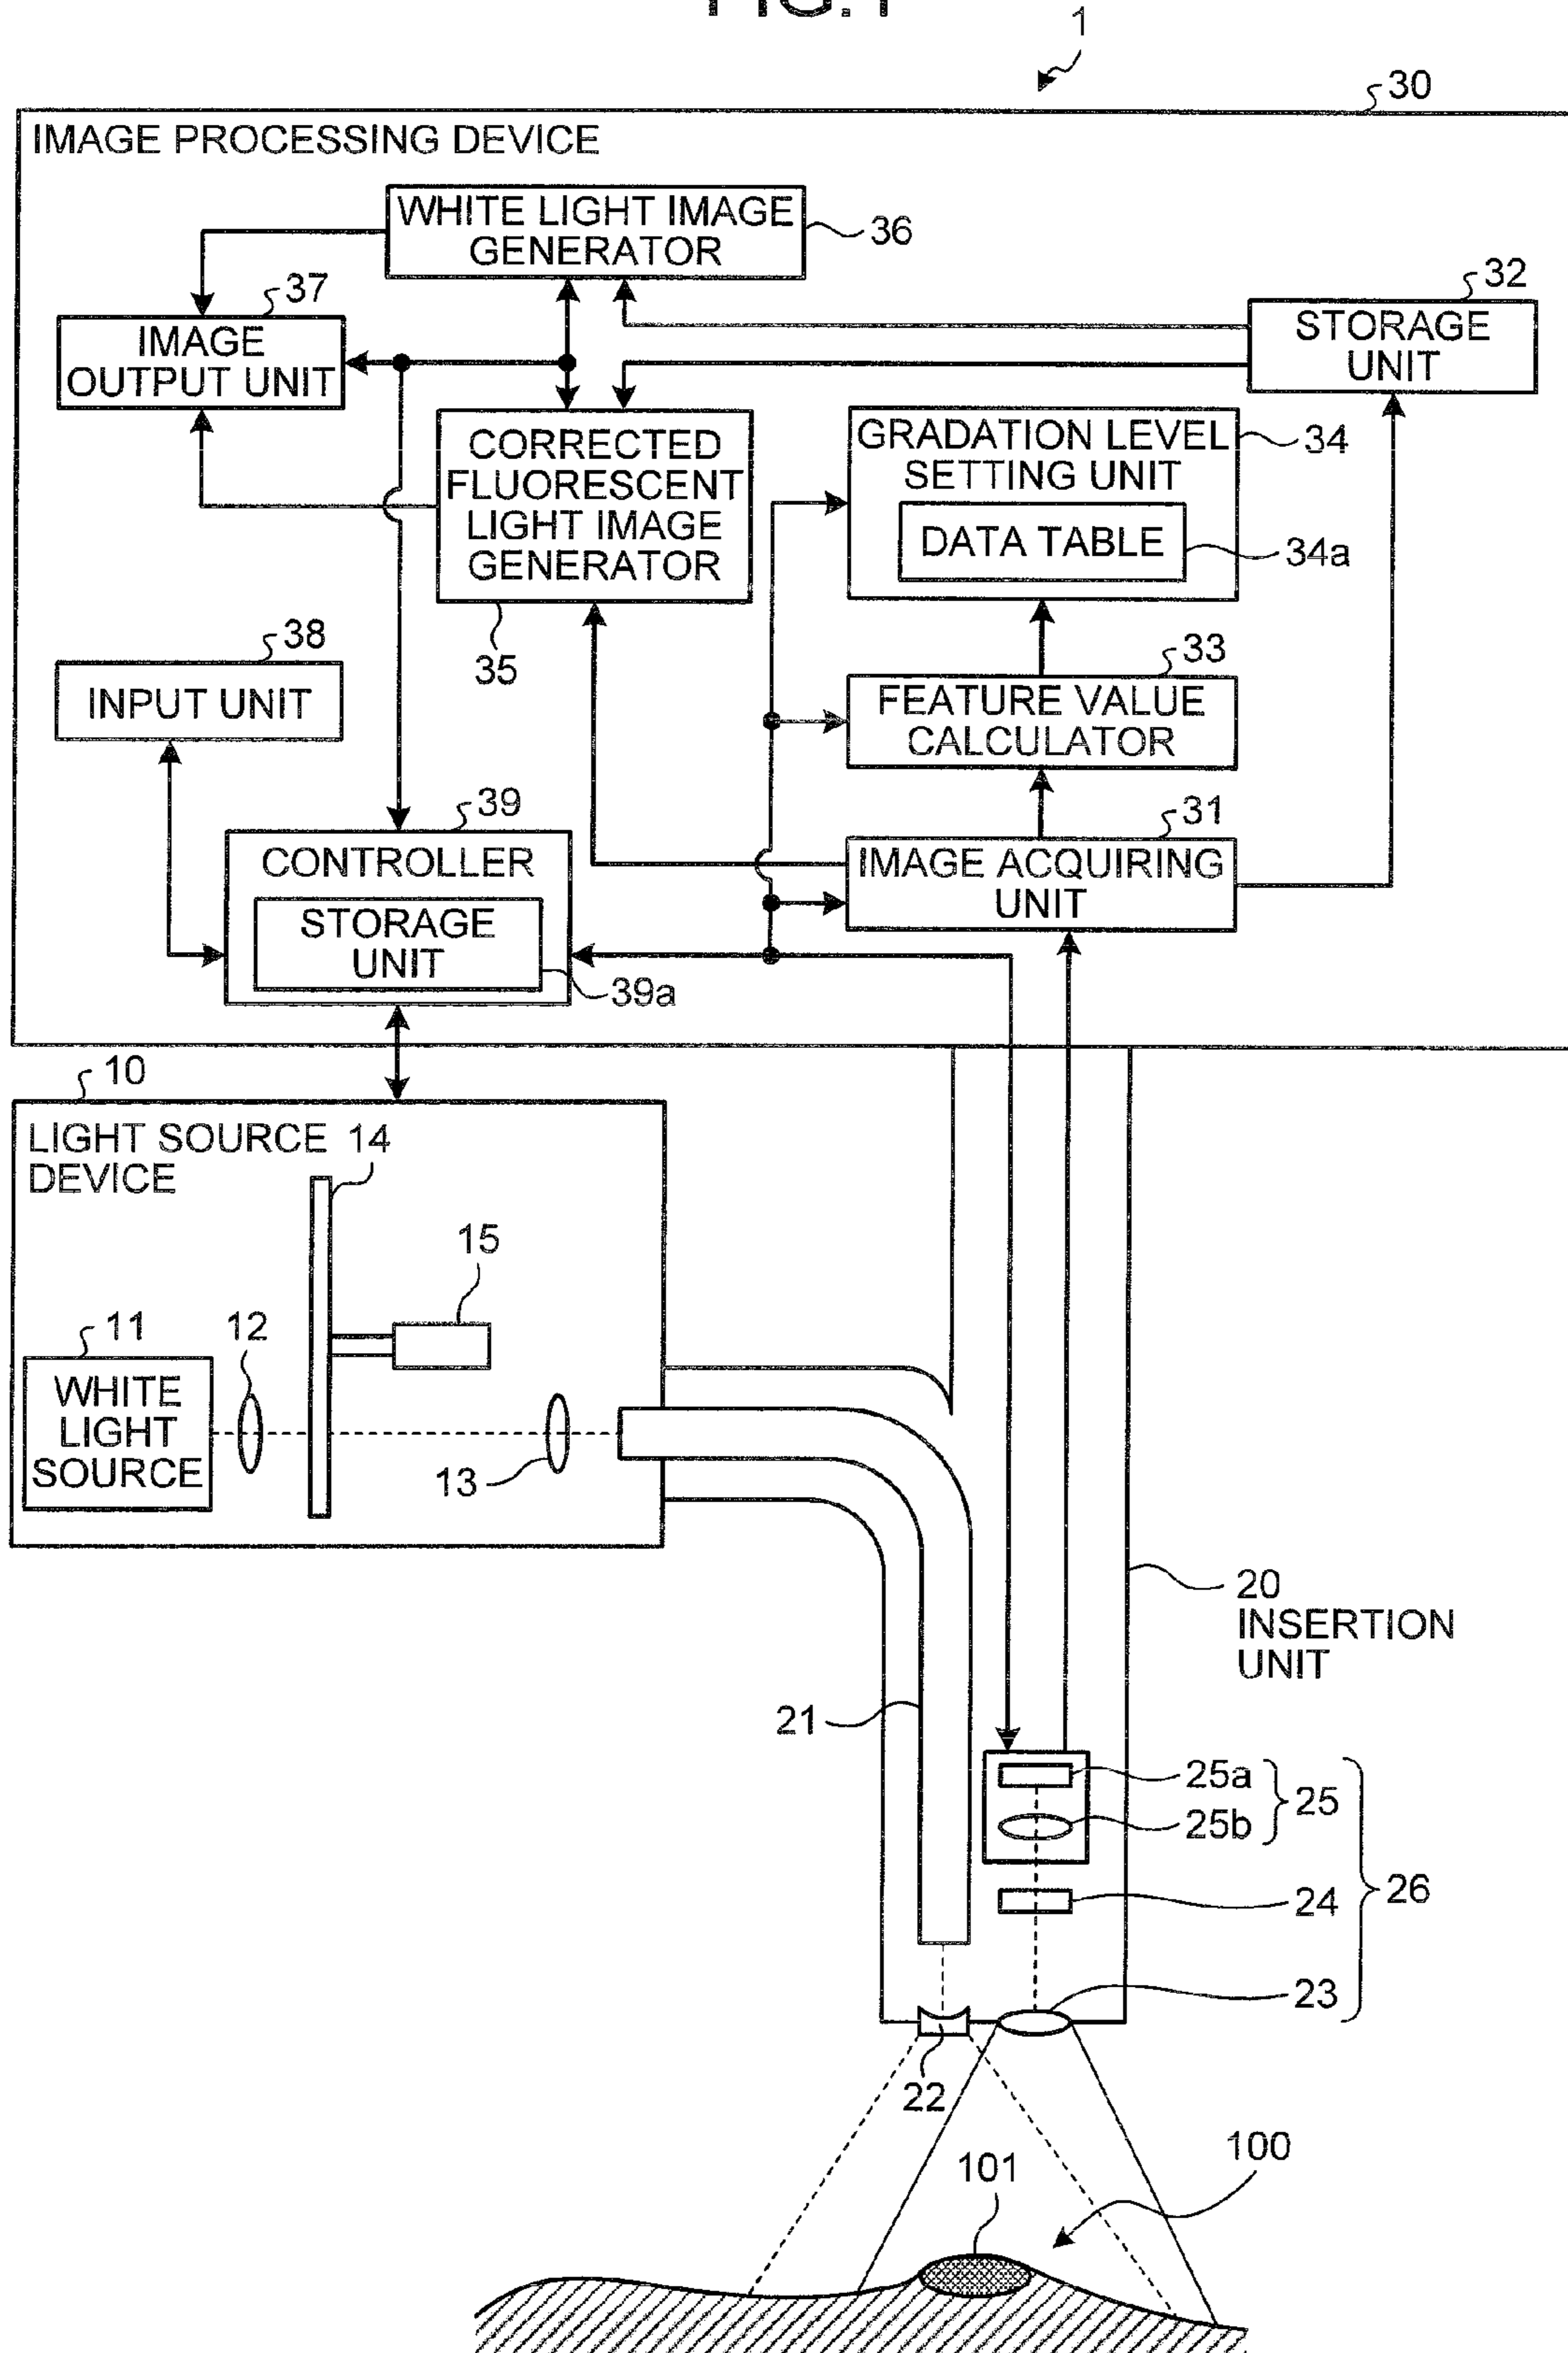 FIG.1
1
30
IMAGE PROCESSING DEVICE
WHITE LIGHT IMAGE
GENERATOR
36
37
IMAGE
OUTPUT UNIT
32
STORAGE
UNIT
CORRECTED
FLUORESCENT
LIGHT IMAGE
GENERATOR
35
GRADATION LEVEL
SETTING UNIT
34
DATA TABLE
34a
38
INPUT UNIT
33
FEATURE VALUE
CALCULATOR
39
CONTROLLER
STORAGE
UNIT
39a
31
IMAGE ACQUIRING
UNIT
10
LIGHT SOURCE
DEVICE
14
15
11
WHITE
LIGHT
SOURCE
12
13
20
INSERTION
UNIT
21
25a
25b
25
24
26
23
22
100
101